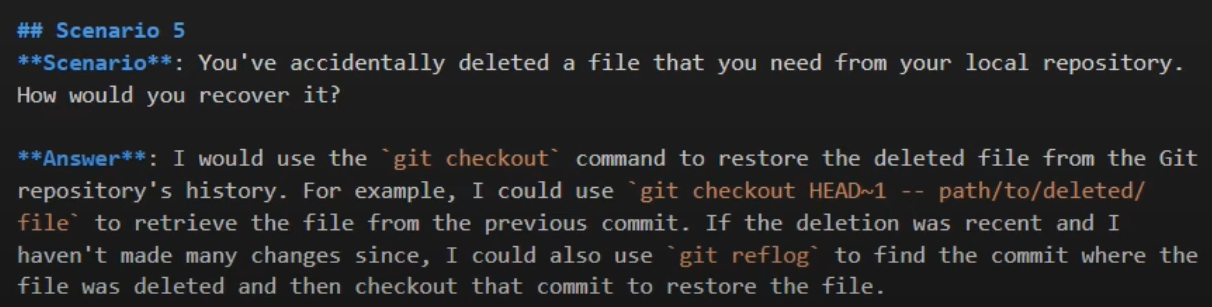 ## Scenario 5
**Scenario**: You've accidentally deleted a file that you need from your local repository.
How would you recover it?
**Answer**: I would use the `git checkout` command to restore the deleted file from the Git
repository's history. For example, I could use `git checkout HEAD~1 -- path/to/deleted/
file` to retrieve the file from the previous commit. If the deletion was recent and I
haven't made many changes since, I could also use `git reflog` to find the commit where the
file was deleted and then checkout that commit to restore the file.